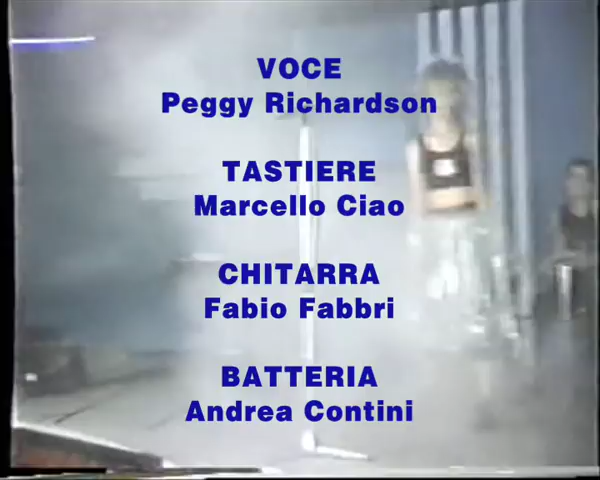 VOCE
Peggy Richardson
TASTIERE
Marcello Ciao
CHITARRA
Fabio Fabbri
BATTERIA
Andrea Contini